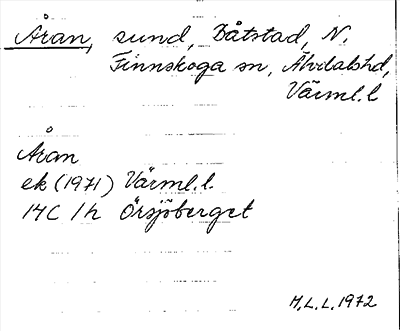 Åran, sund, Båtstad, N.
Finnskoga sn, Älvdalshd,
Värml.l
Åran
ek (1971) Värml.l.
14C 1h Örsjöberget
H.L.L. 1972